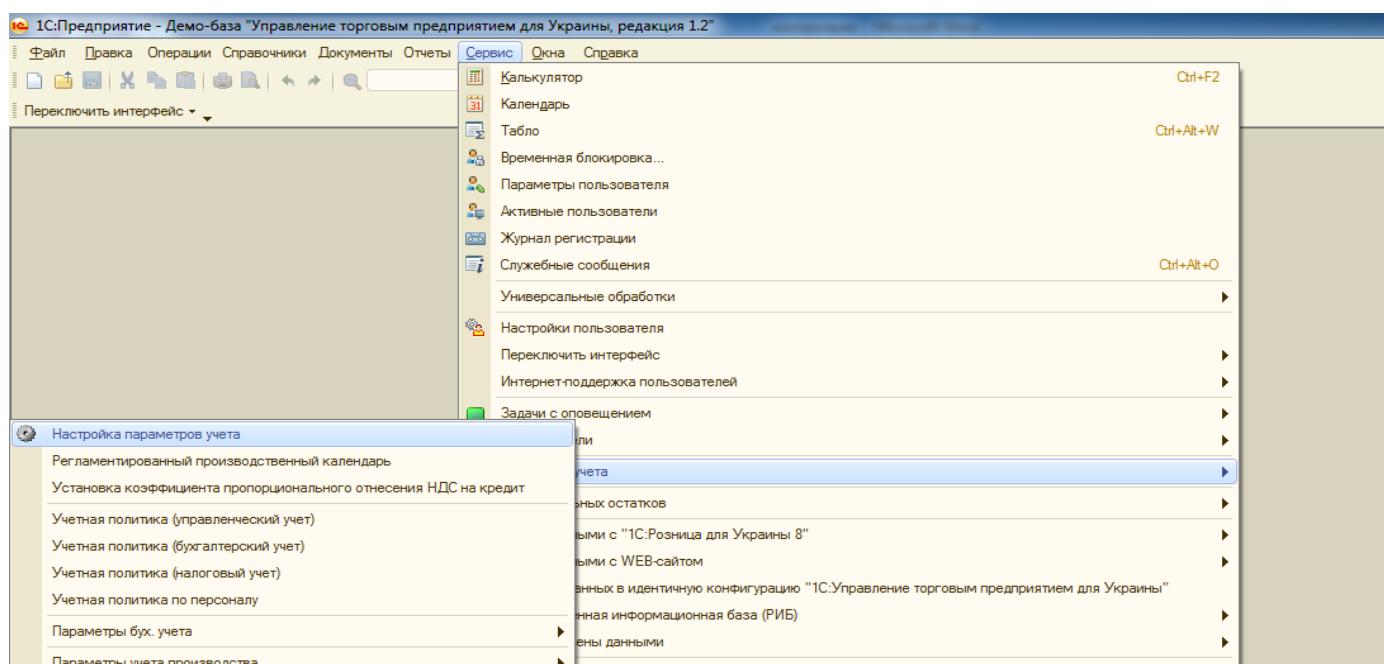 1С:Предприятие - Демо-база "Управление торговым предприятием для Украины, редакция 1.2"
Файл Правка Операции Справочники Документы Отчеты Сервис Окна Справка
Переключить интерфейс
Калькулятор Ctrl+F2
Календарь
Табло Ctrl+Alt+W
Временная блокировка...
Параметры пользователя
Активные пользователи
Журнал регистрации
Служебные сообщения Ctrl+Alt+O
Универсальные обработки
Настройки пользователя
Переключить интерфейс
Интернет-поддержка пользователей
Задачи с оповещением
ли
учета
ьных остатков
ыми с "1С:Розница для Украины 8"
ыми с WEB-сайтом
анных в идентичную конфигурацию "1С:Управление торговым предприятием для Украины"
нная информационная база (РИБ)
ены данными
Настройка параметров учета
Регламентированный производственный календарь
Установка коэффициента пропорционального отнесения НДС на кредит
Учетная политика (управленческий учет)
Учетная политика (бухгалтерский учет)
Учетная политика (налоговый учет)
Учетная политика по персоналу
Параметры бух. учета
Параметры учета производства